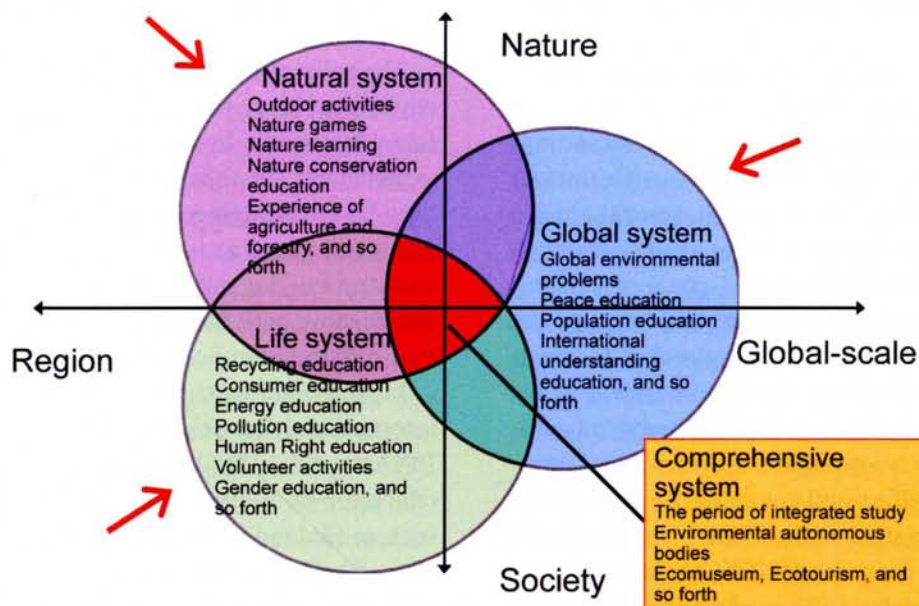 Nature
Natural system
Outdoor activities
Nature games
Nature learning
Nature conservation
education
Experience of
agriculture and
forestry, and so
forth
Global system
Global environmental
problems
Peace education
Population education
International
understanding
education, and so
forth
Region
Global-scale
Life system
Recycling education
Consumer education
Energy education
Pollution education
Human Right education
Volunteer activities
Gender education, and
so forth
Comprehensive
system
The period of integrated study
Environmental autonomous
bodies
Ecomuseum, Ecotourism, and
so forth
Society